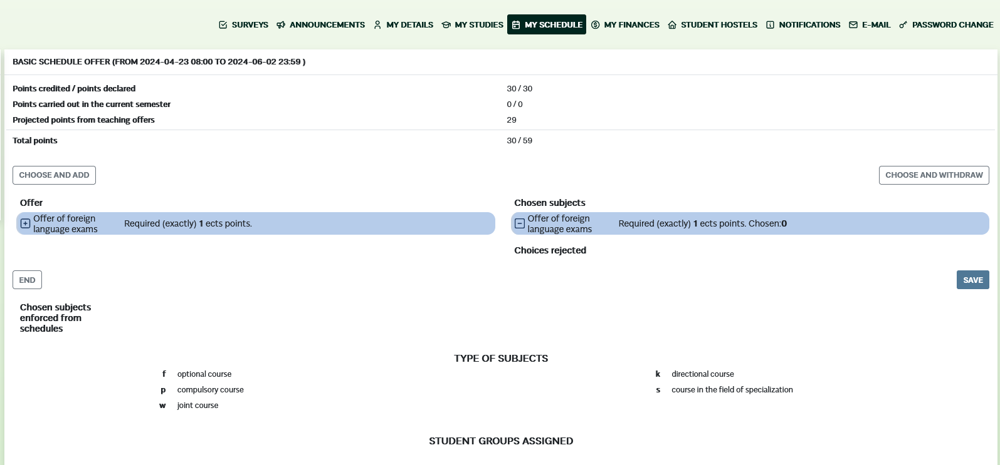 SURVEYS ANNOUNCEMENTS MY DETAILS MY STUDIES MY SCHEDULE MY FINANCES STUDENT HOSTELS NOTIFICATIONS E-MAIL PASSWORD CHANGE
BASIC SCHEDULE OFFER (FROM 2024-04-23 08:00 TO 2024-06-02 23:59 )
Points credited / points declared 30 / 30
Points carried out in the current semester 0 / 0
Projected points from teaching offers 29
Total points 30 / 59
CHOOSE AND ADD CHOOSE AND WITHDRAW
Offer
Offer of foreign
language exams
Required (exactly) 1 ects points.
Chosen subjects
Offer of foreign
language exams
Required (exactly) 1 ects points. Chosen:0
Choices rejected
END SAVE
Chosen subjects
enforced from
schedules
TYPE OF SUBJECTS
f optional course
p compulsory course
w joint course
k directional course
s course in the field of specialization
STUDENT GROUPS ASSIGNED